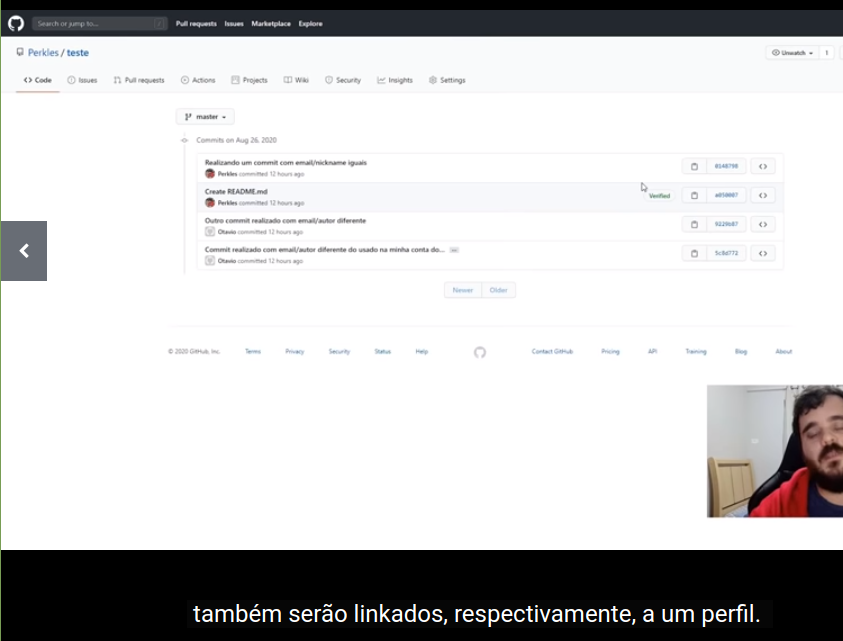 Search or jump to... /
Pull requests Issues Marketplace Explore
Perkles / teste
Unwatch 1
Code Issues Pull requests Actions Projects Wiki Security Insights Settings
master
Commits on Aug 26, 2020
Realizando um commit com email/nickname iguais
Perkles committed 12 hours ago
0148798
Create README.md
Perkles committed 12 hours ago
Verified
Outro commit realizado com email/autor diferente
Otavio committed 12 hours ago
9229b87
Commit realizado com email/autor diferente do usado na minha conta do... ...
Otavio committed 12 hours ago
5c8d772
Newer Older
© 2020 GitHub, Inc. Terms Privacy Security Status Help Contact GitHub Pricing API Training Blog About
também serão linkados, respectivamente, a um perfil.